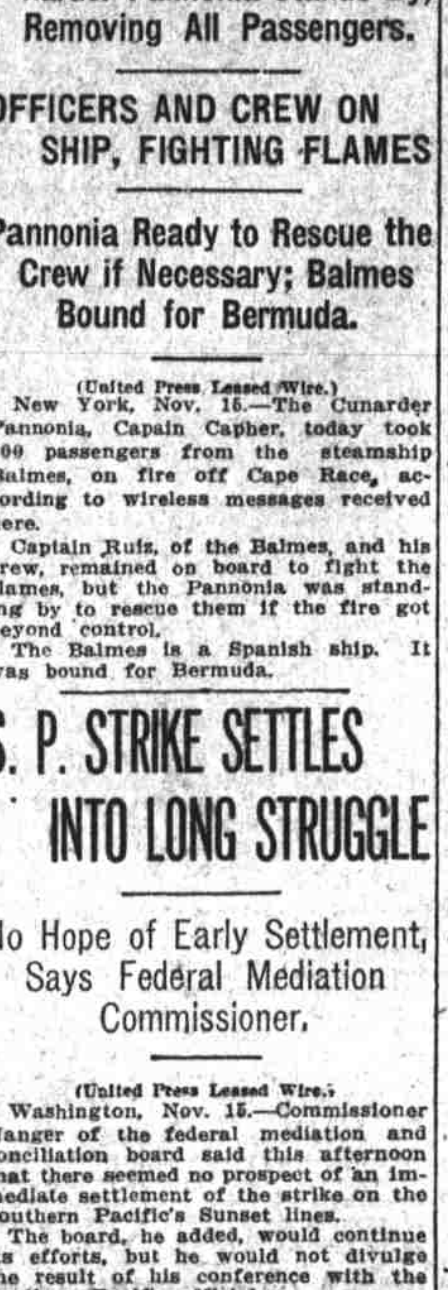 Removing All Passengers.
OFFICERS AND CREW ON
SHIP, FIGHTING FLAMES
Pannonia Ready to Rescue the
Crew if Necessary; Balmes
Bound for Bermuda.
(United Press Leased Wire.)
New York, Nov. 15.—The Cunarder
Pannonia, Capain Capher, today took
00 passengers from the steamship
Balmes, on fire off Cape Race, ac-
ording to wireless messages received
ere.
Captain Ruiz, of the Balmes, and his
rew, remained on board to fight the
lames, but the Pannonia was stand-
ng by to rescue them if the fire got
eyond control.
The Balmes is a Spanish ship. It
was bound for Bermuda.
S. P. STRIKE SETTLES
INTO LONG STRUGGLE
No Hope of Early Settlement,
Says Federal Mediation
Commissioner.
(United Press Leased Wire.)
Washington, Nov. 15.—Commissioner
Hanger of the federal mediation and
onciliation board said this afternoon
hat there seemed no prospect of an im-
mediate settlement of the strike on the
outhern Pacific's Sunset lines.
The board, he added, would continue
ts efforts, but he would not divulge
he result of his conference with the